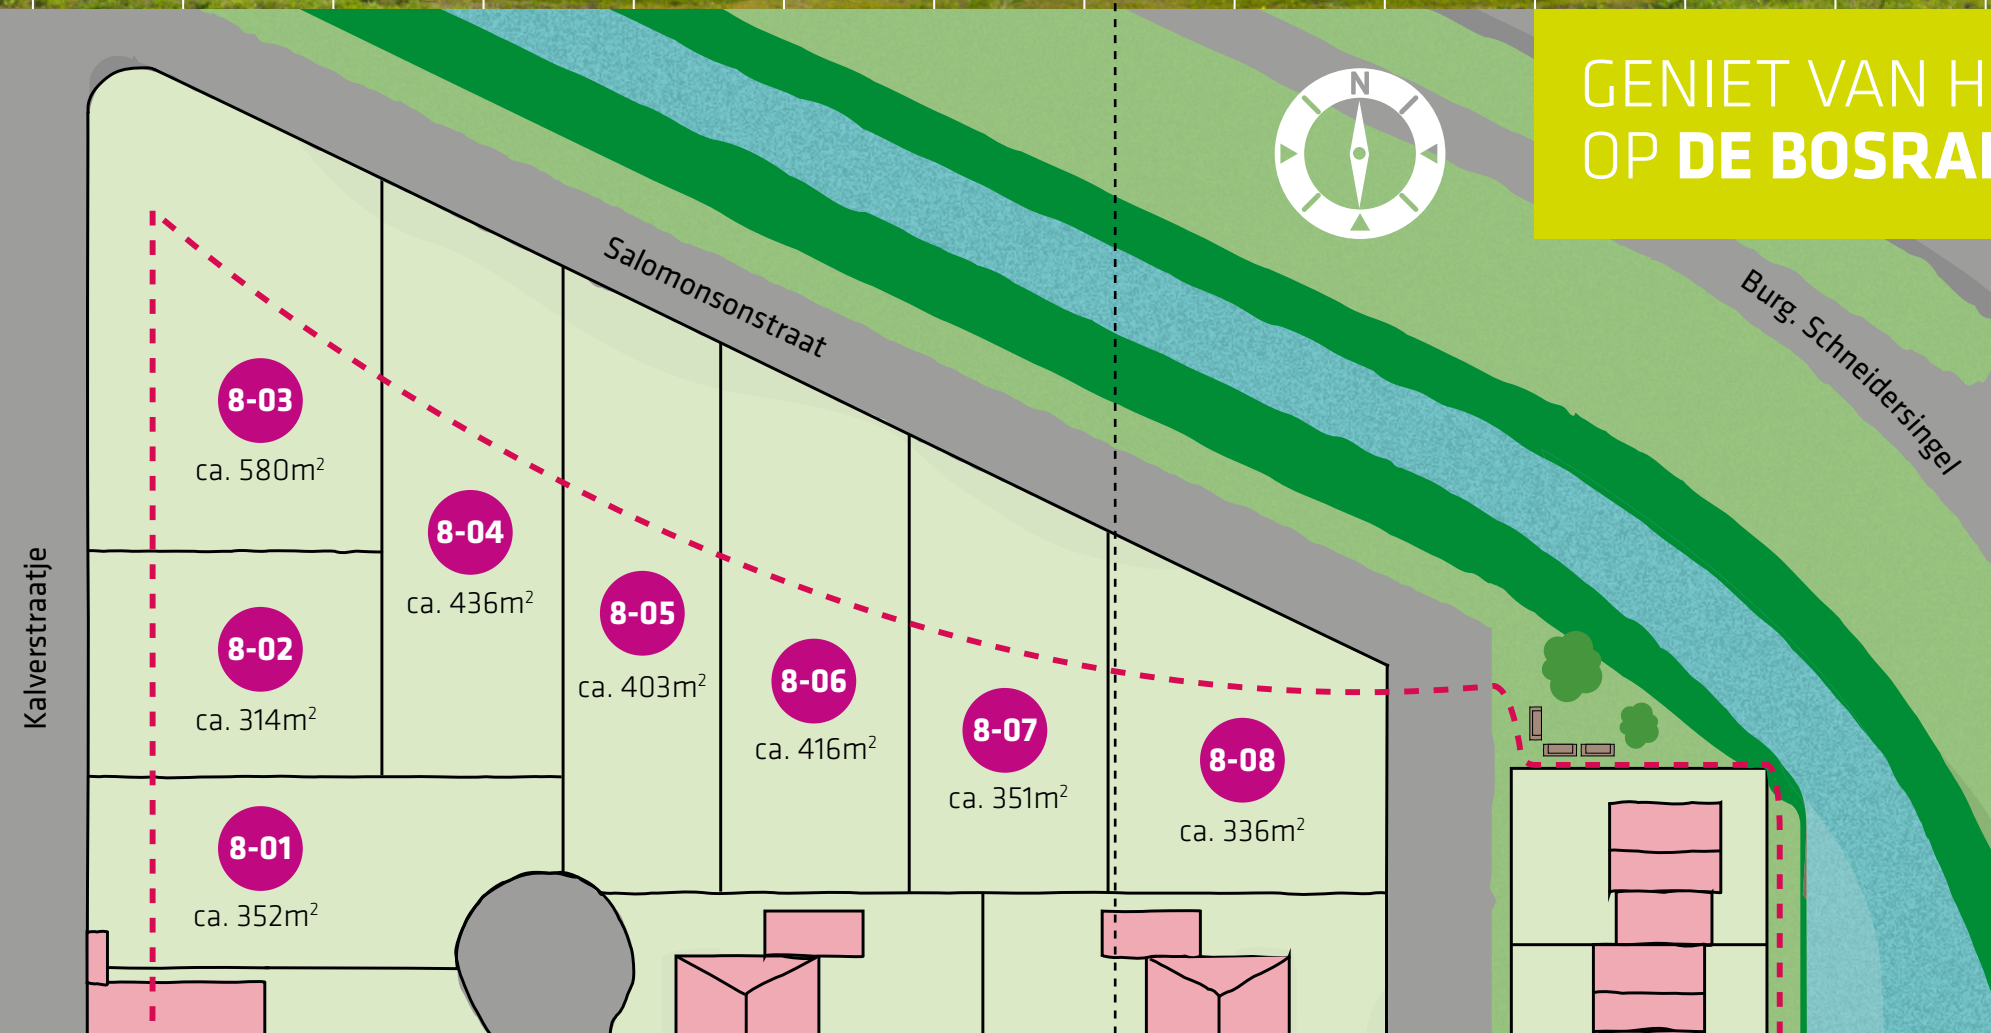 GENIET VAN H
OP DE BOSRA
N
Salomonsonstraat
Burg. Schneidersingel
Kalverstraatje
8-03
ca. 580m²
8-04
ca. 436m²
8-05
ca. 403m²
8-02
ca. 314m²
8-06
ca. 416m²
8-07
ca. 351m²
8-08
ca. 336m²
8-01
ca. 352m²